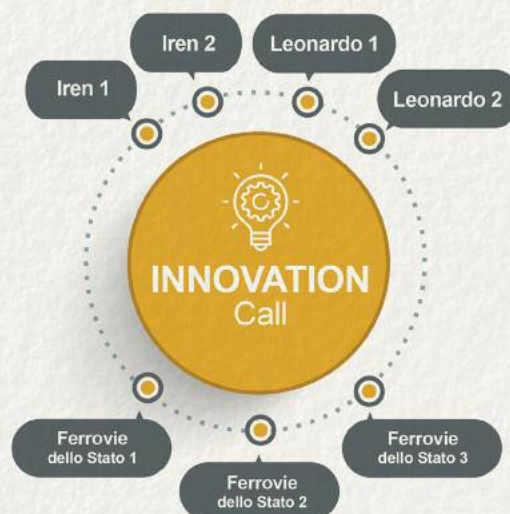 Iren 1
Iren 2
Leonardo 1
Leonardo 2
INNOVATION
Call
Ferrovie
dello Stato 1
Ferrovie
dello Stato 2
Ferrovie
dello Stato 3